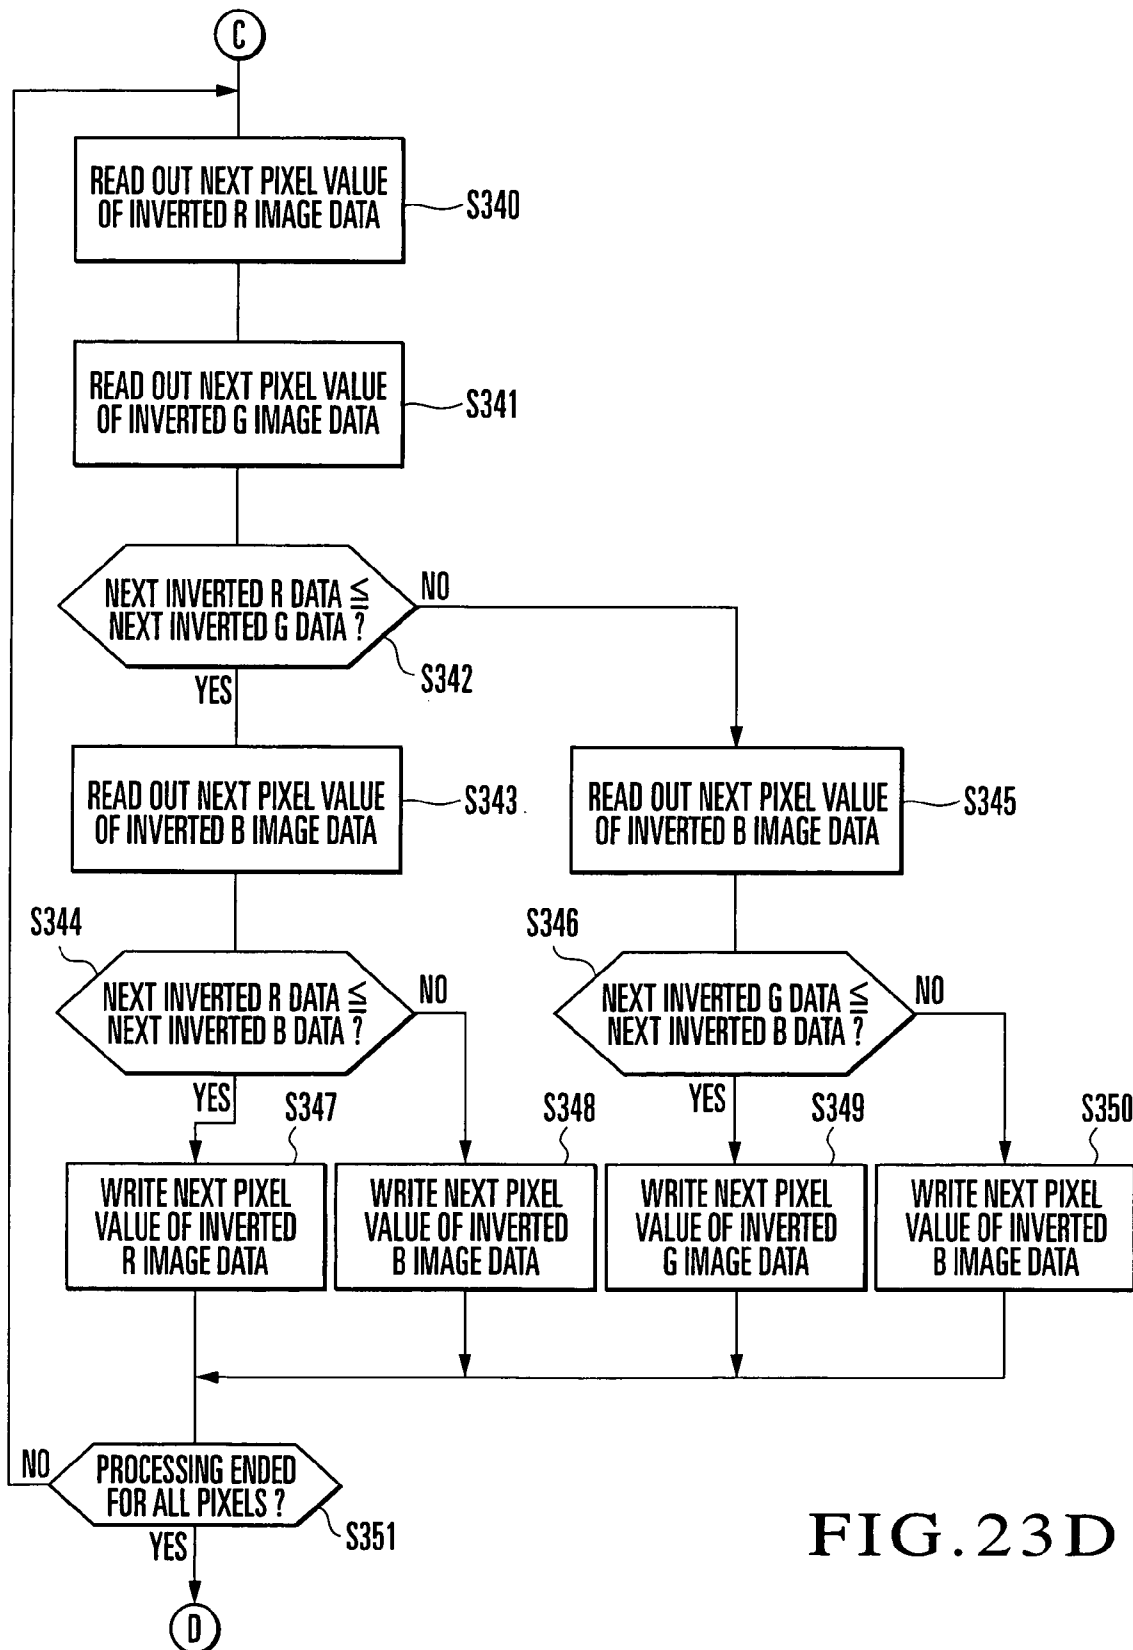 C
READ OUT NEXT PIXEL VALUE
OF INVERTED R IMAGE DATA
S340
READ OUT NEXT PIXEL VALUE
OF INVERTED G IMAGE DATA
S341
NEXT INVERTED R DATA ≦
NEXT INVERTED G DATA ?
NO
S342
YES
READ OUT NEXT PIXEL VALUE
OF INVERTED B IMAGE DATA
S343
READ OUT NEXT PIXEL VALUE
OF INVERTED B IMAGE DATA
S345
S344
NEXT INVERTED R DATA ≦
NEXT INVERTED B DATA ?
NO
YES
S346
NEXT INVERTED G DATA ≦
NEXT INVERTED B DATA ?
NO
YES
S347
WRITE NEXT PIXEL
VALUE OF INVERTED
R IMAGE DATA
S348
WRITE NEXT PIXEL
VALUE OF INVERTED
B IMAGE DATA
S349
WRITE NEXT PIXEL
VALUE OF INVERTED
G IMAGE DATA
S350
WRITE NEXT PIXEL
VALUE OF INVERTED
B IMAGE DATA
NO
PROCESSING ENDED
FOR ALL PIXELS ?
S351
YES
D
FIG.23D